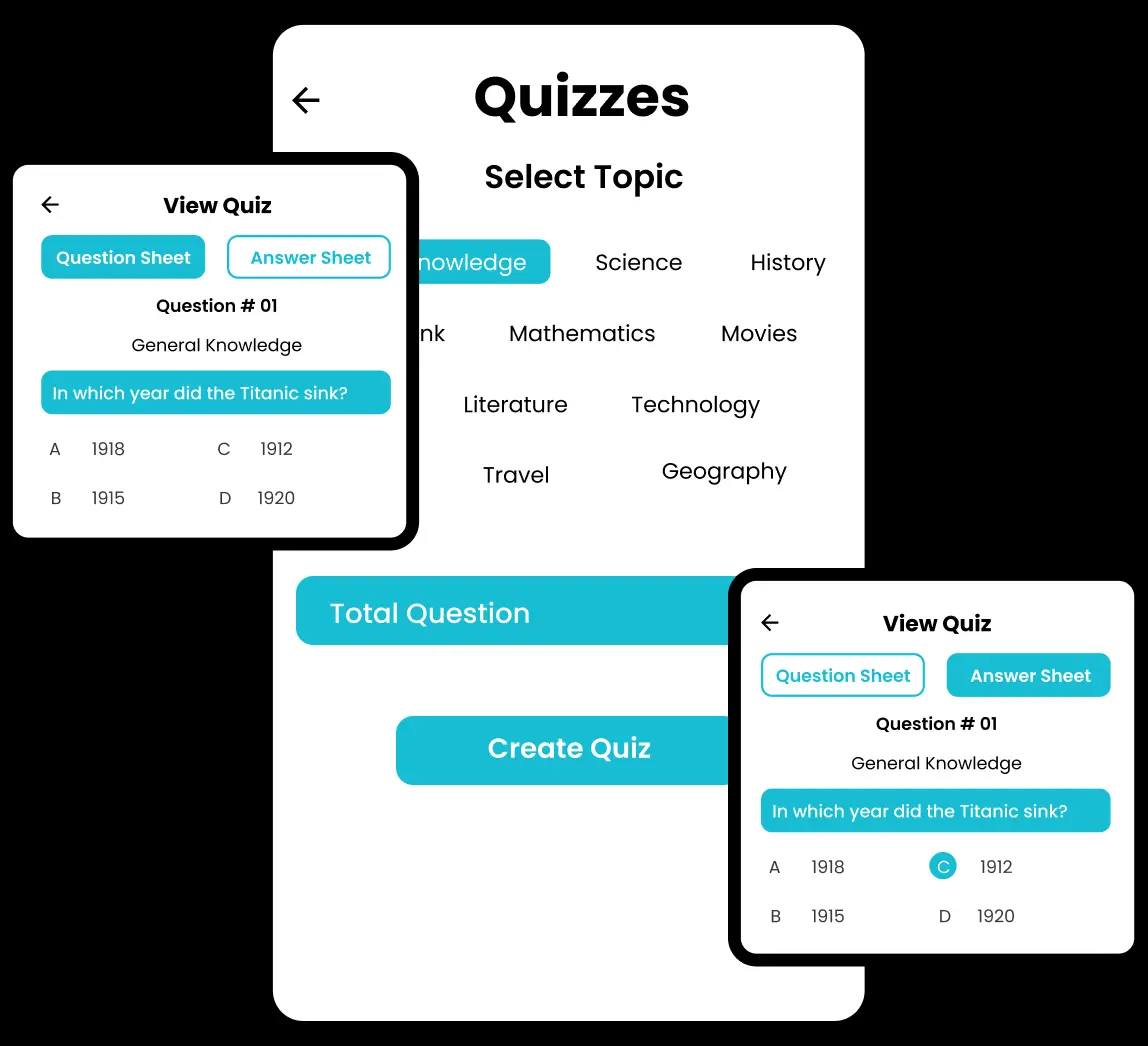 Quizzes
Select Topic
nowledge Science History
nk Mathematics Movies
Literature Technology
Travel Geography
Total Question
Create Quiz
View Quiz
Question Sheet Answer Sheet
Question # 01
General Knowledge
In which year did the Titanic sink?
A 1918 C 1912
B 1915 D 1920
View Quiz
Question Sheet Answer Sheet
Question # 01
General Knowledge
In which year did the Titanic sink?
A 1918 C 1912
B 1915 D 1920